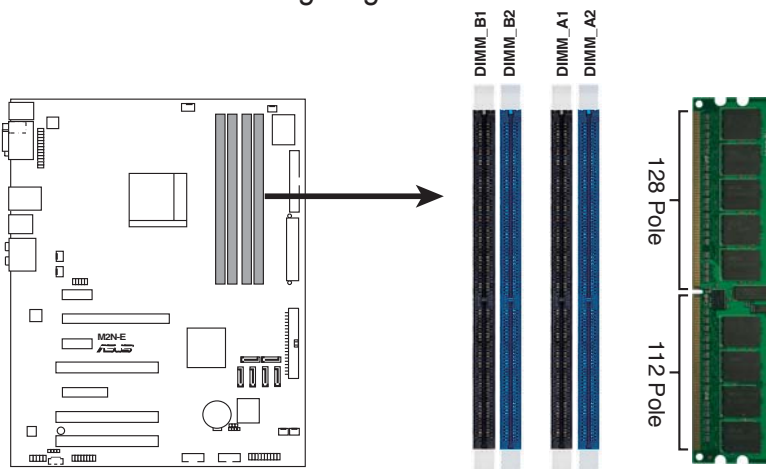 DIMM_B1
DIMM_B2
DIMM_A1
DIMM_A2
128 Pole
112 Pole
M2N-E
ASUS